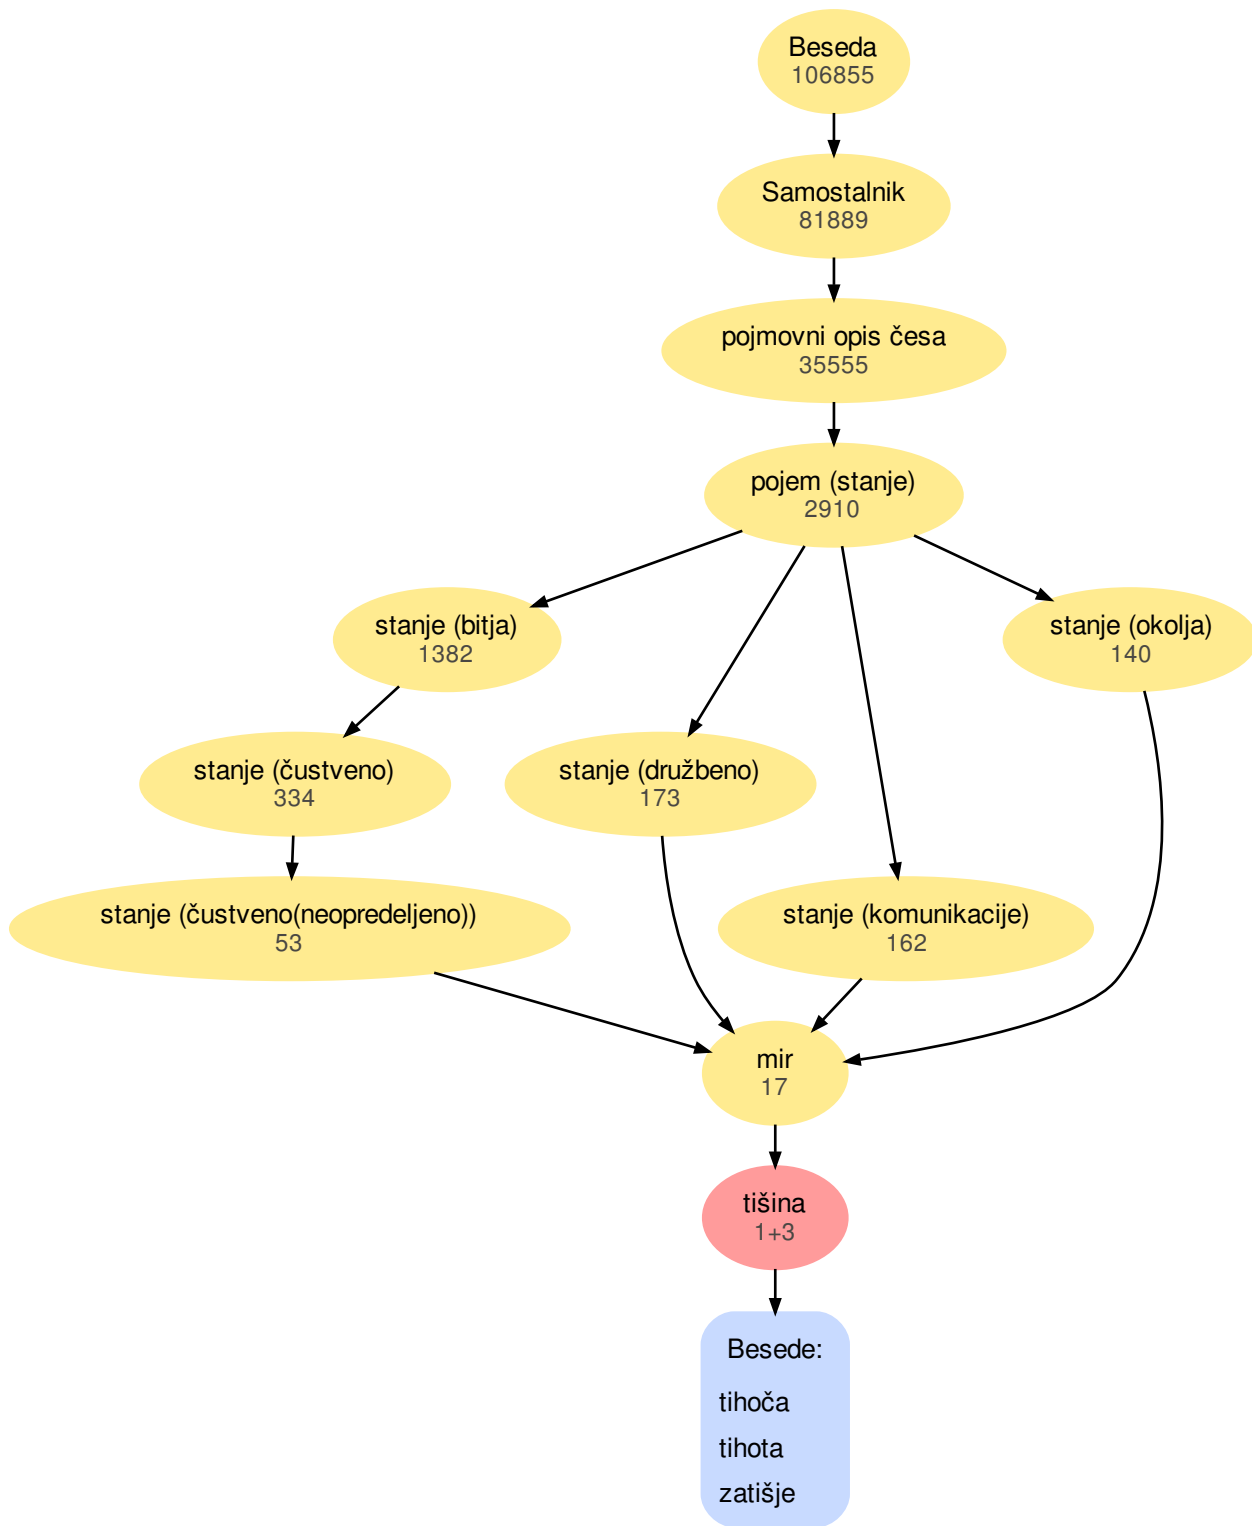 Beseda
106855
Samostalnik
81889
pojmovni opis česa
35555
pojem (stanje)
2910
stanje (bitja)
1382
stanje (okolja)
140
stanje (čustveno)
334
stanje (družbeno)
173
stanje (čustveno(neopredeljeno))
53
stanje (komunikacije)
162
mir
17
tišina
1+3
Besede:
tihoča
tihota
zatišje